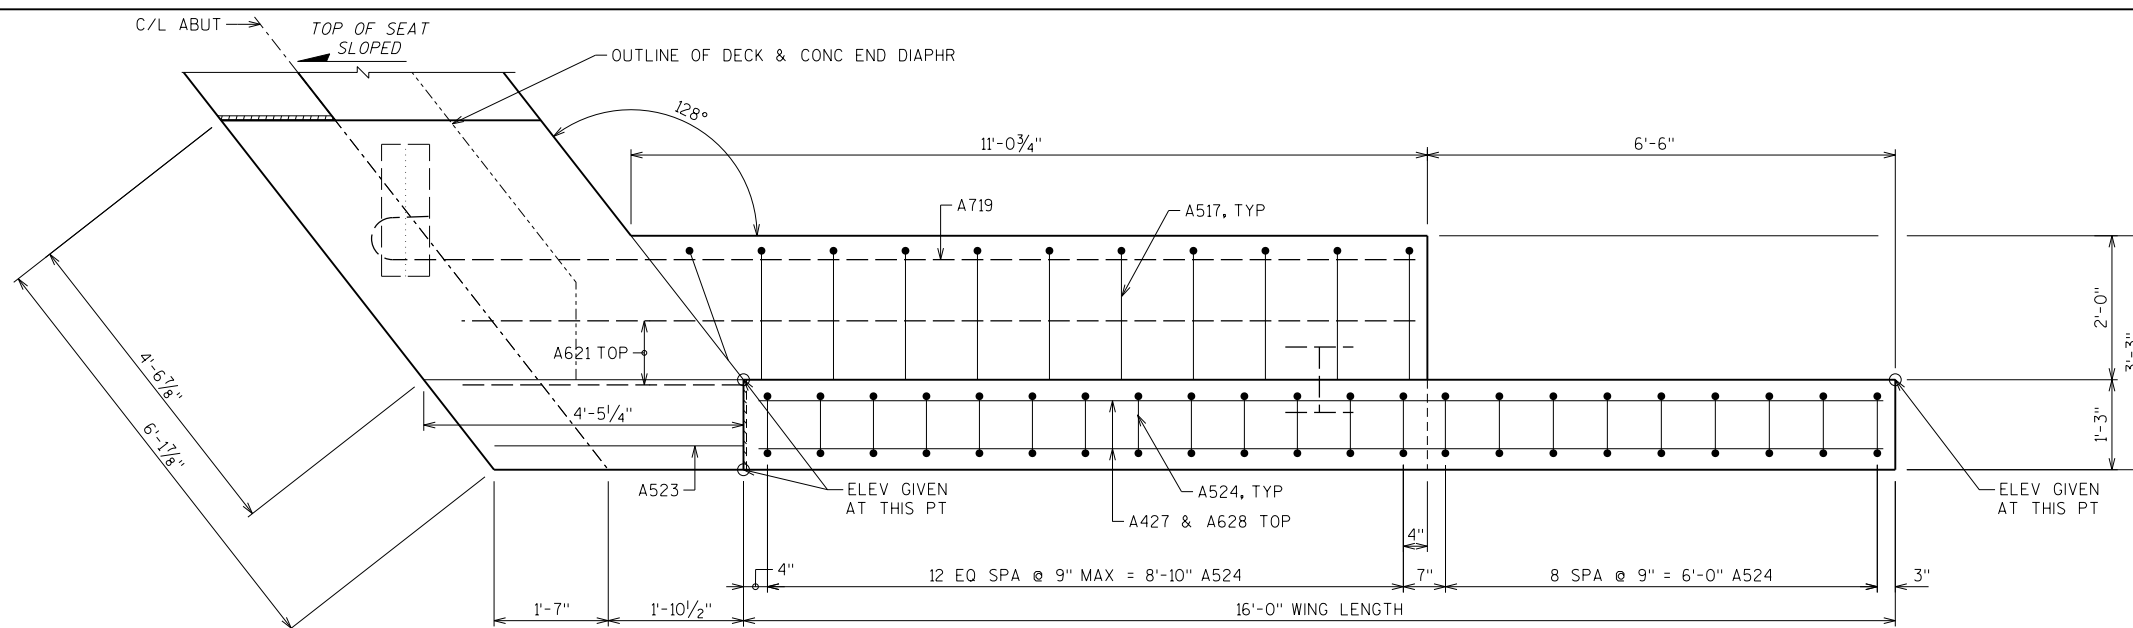 C/L ABUT
TOP OF SEAT
SLOPED
OUTLINE OF DECK & CONC END DIAPHR
128°
11'-0¾"
6'-6"
A719
A517, TYP
2'-0"
3'-3"
A621 TOP
4'-6⅞"
6'-1⅞"
4'-5¼"
1'-3"
A523
ELEV GIVEN
AT THIS PT
A524, TYP
A427 & A628 TOP
ELEV GIVEN
AT THIS PT
4"
4"
12 EQ SPA @ 9" MAX = 8'-10" A524
7"
8 SPA @ 9" = 6'-0" A524
3"
1'-7"
1'-10½"
16'-0" WING LENGTH